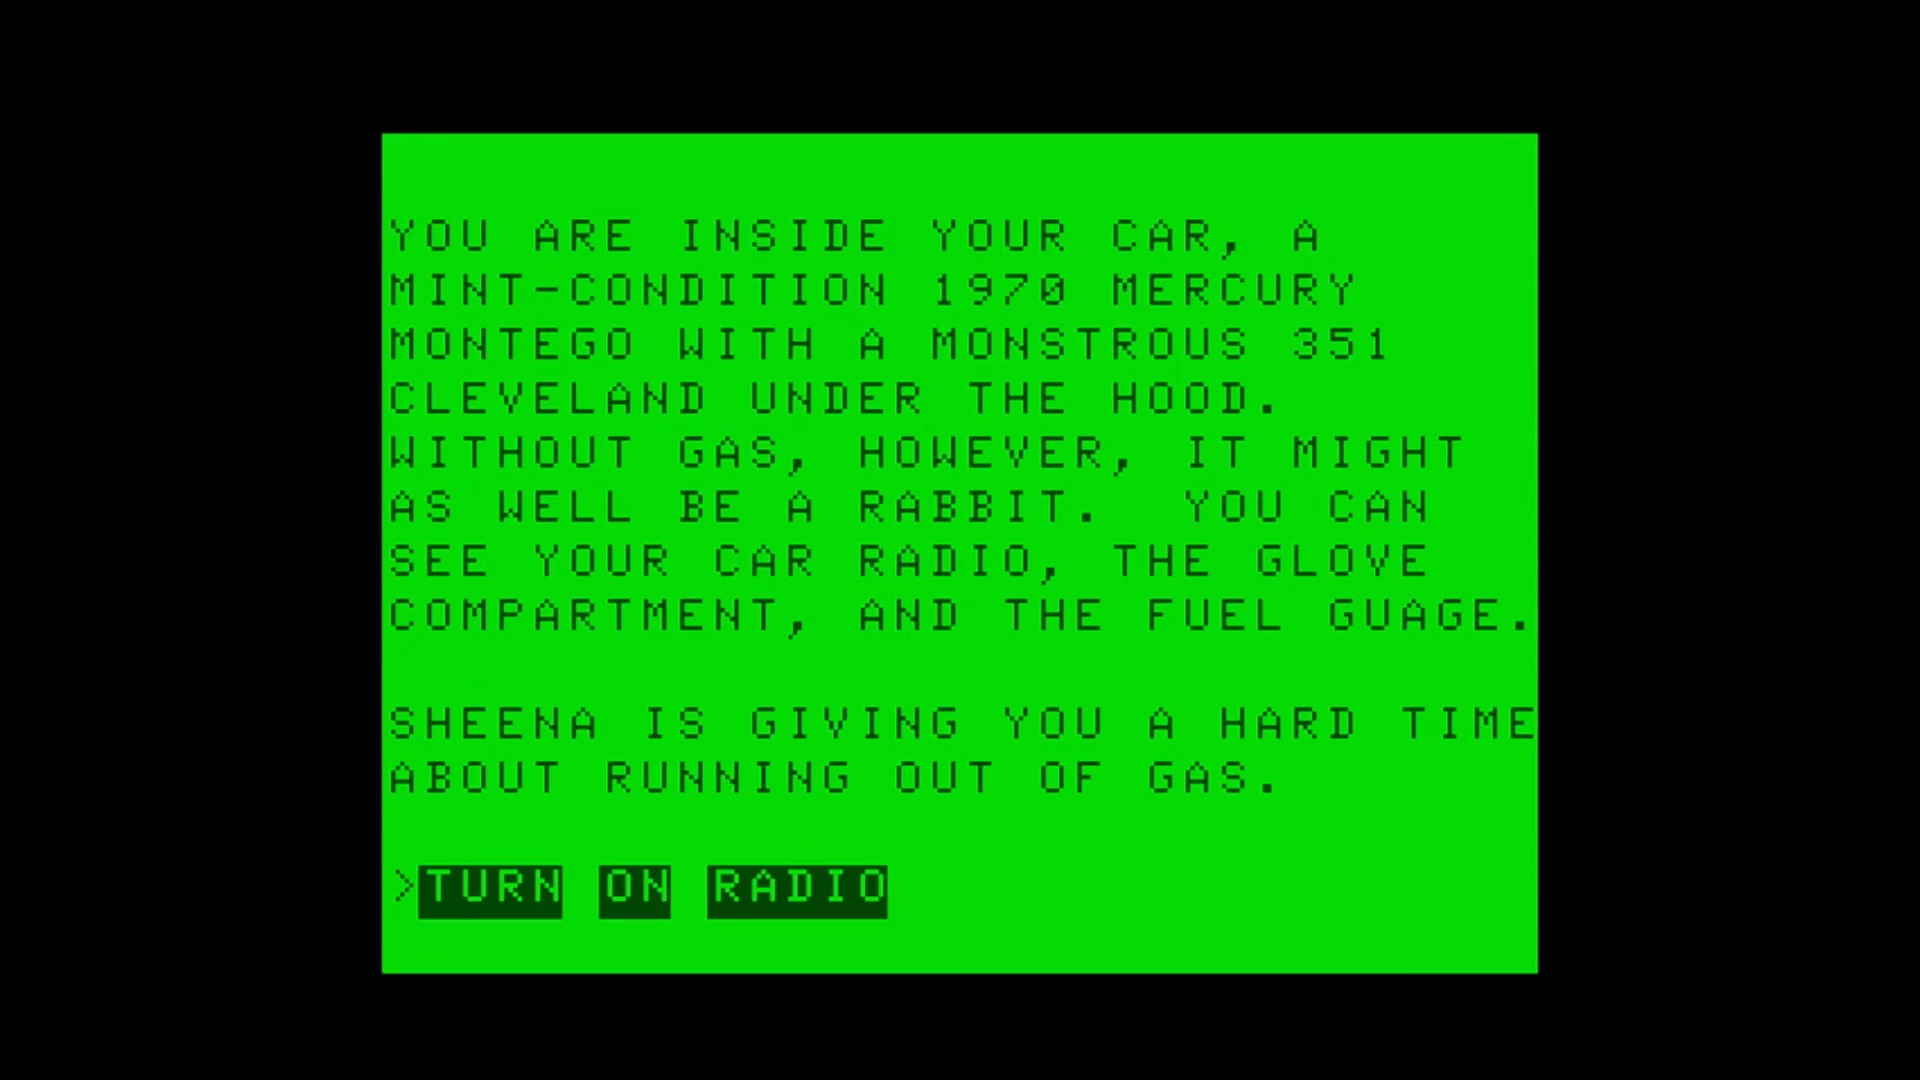 YOU ARE INSIDE YOUR CAR, A
MINT-CONDITION 1970 MERCURY
MONTEGO WITH A MONSTROUS 351
CLEVELAND UNDER THE HOOD.
WITHOUT GAS, HOWEVER, IT MIGHT
AS WELL BE A RABBIT.  YOU CAN
SEE YOUR CAR RADIO, THE GLOVE
COMPARTMENT, AND THE FUEL GUAGE.
SHEENA IS GIVING YOU A HARD TIME
ABOUT RUNNING OUT OF GAS.
>TURN ON RADIO